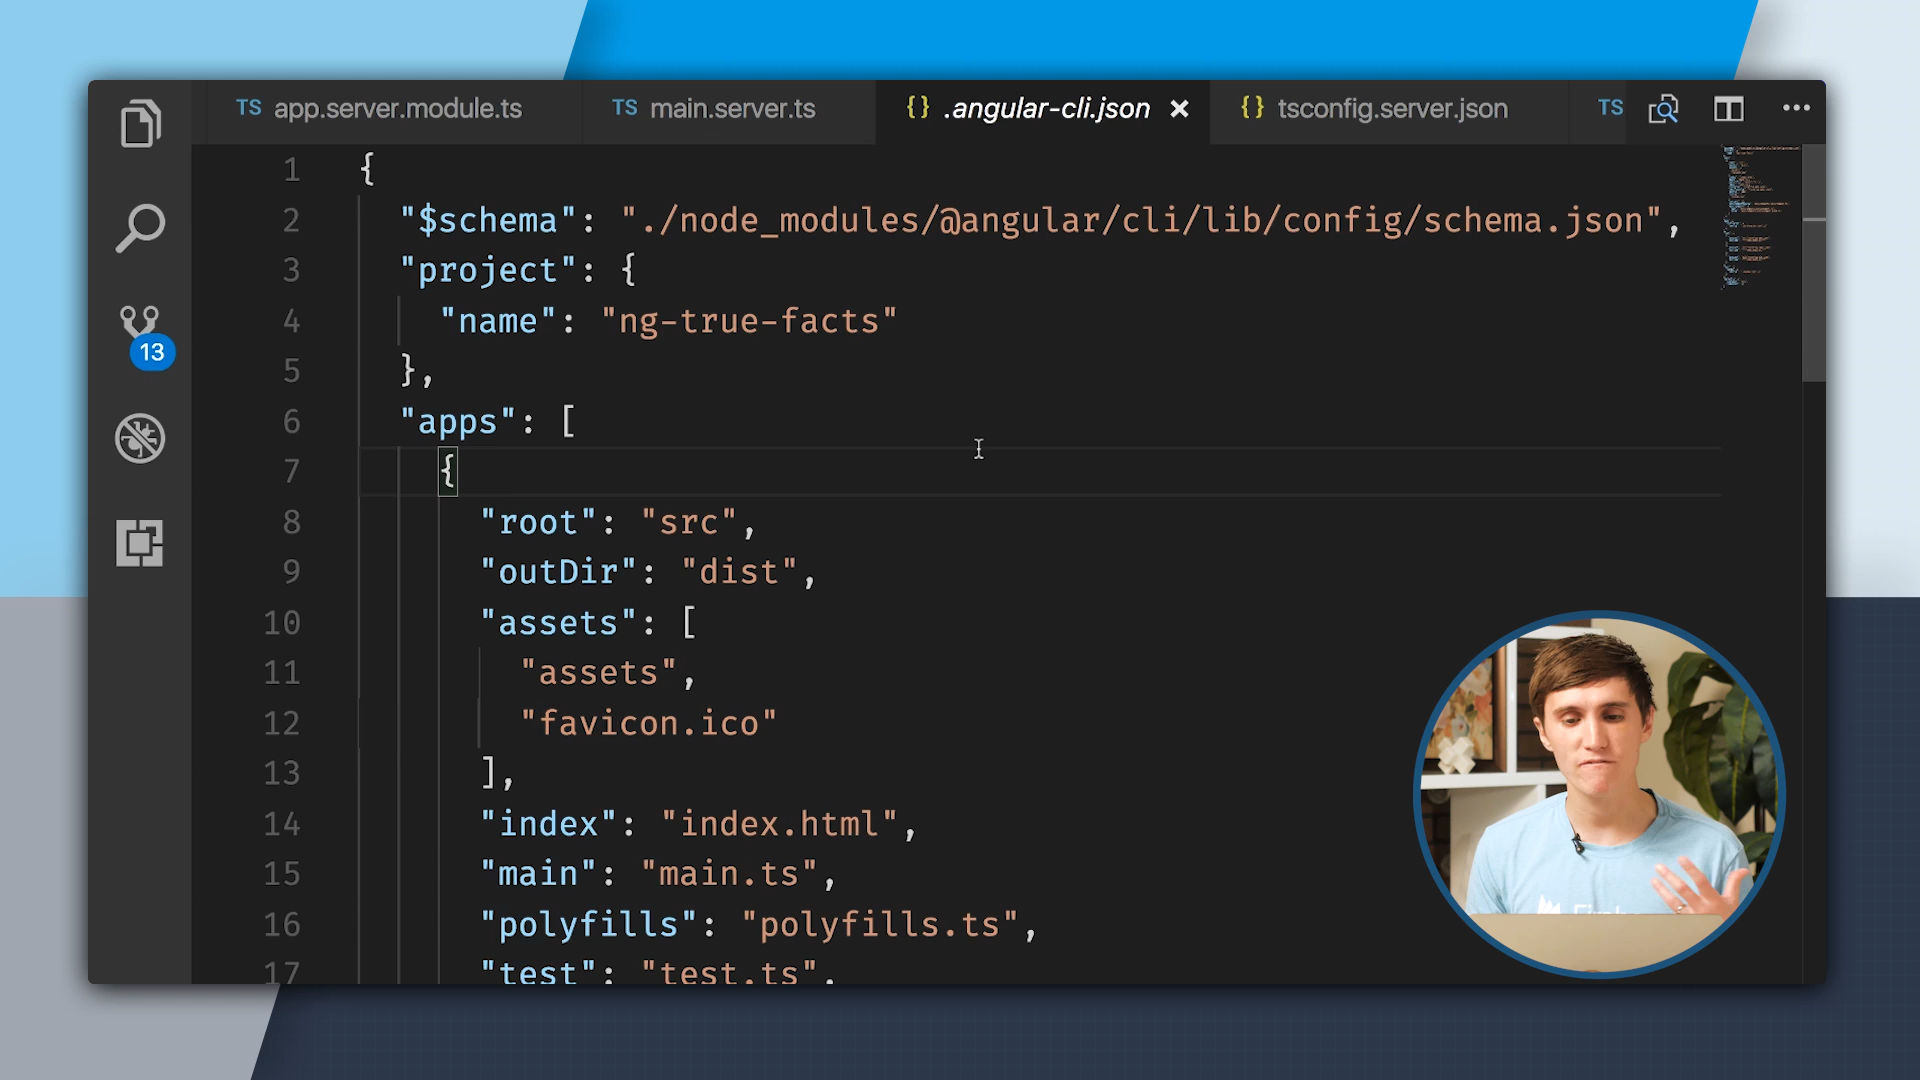 TS app.server.module.ts TS main.server.ts {} .angular-cli.json × {} tsconfig.server.json TS
13
1 {
2 "$schema": "./node_modules/@angular/cli/lib/config/schema.json",
3 "project": {
4 "name": "ng-true-facts"
5 },
6 "apps": [
7 {
8 "root": "src",
9 "outDir": "dist",
10 "assets": [
11 "assets",
12 "favicon.ico"
13 ],
14 "index": "index.html",
15 "main": "main.ts",
16 "polyfills": "polyfills.ts",
17 "test": "test.ts",